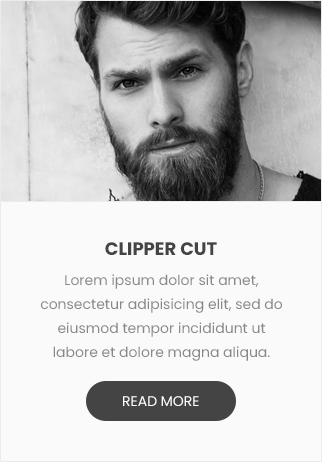 CLIPPER CUT
Lorem ipsum dolor sit amet,
consectetur adipisicing elit, sed do
eiusmod tempor incididunt ut
labore et dolore magna aliqua.
READ MORE